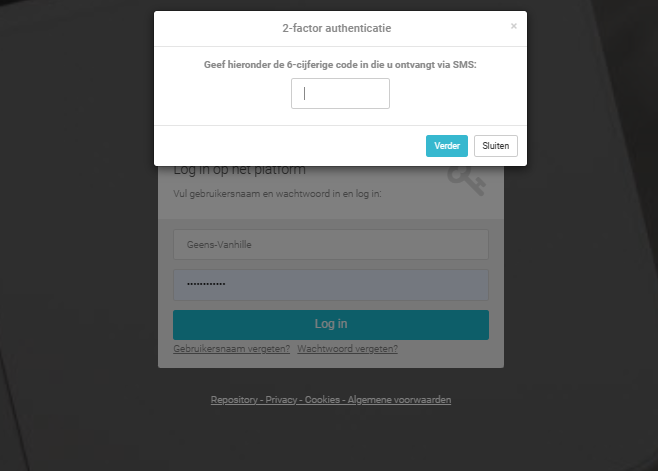 2-factor authenticatie
×
Geef hieronder de 6-cijferige code in die u ontvangt via SMS:
Verder
Sluiten
Log in op het platform
Vul gebruikersnaam en wachtwoord in en log in:
Geens-Vanhille
••••••••••••
Log in
Gebruikersnaam vergeten? Wachtwoord vergeten?
Repository - Privacy - Cookies - Algemene voorwaarden